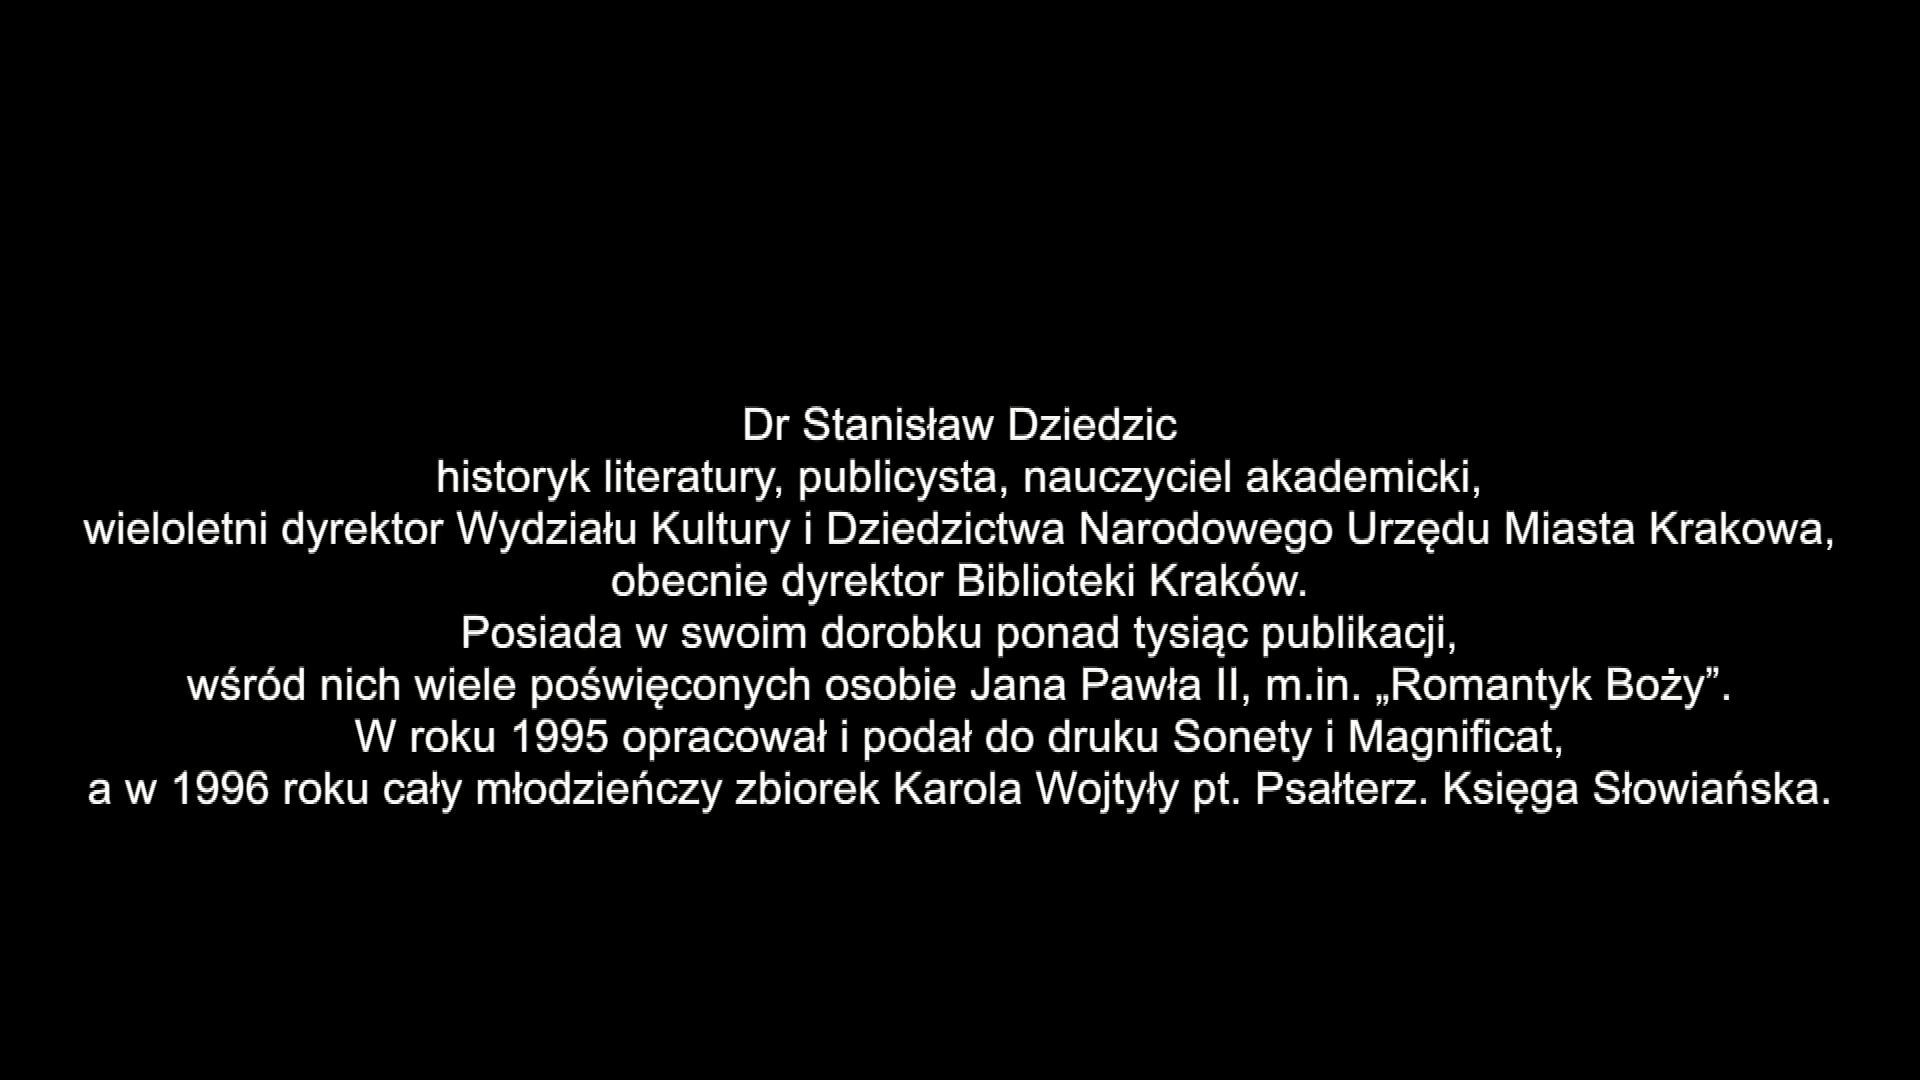 Dr Stanisław Dziedzic
historyk literatury, publicysta, nauczyciel akademicki,
wieloletni dyrektor Wydziału Kultury i Dziedzictwa Narodowego Urzędu Miasta Krakowa,
obecnie dyrektor Biblioteki Kraków.
Posiada w swoim dorobku ponad tysiąc publikacji,
wśród nich wiele poświęconych osobie Jana Pawła II, m.in. „Romantyk Boży”.
W roku 1995 opracował i podał do druku Sonety i Magnificat,
a w 1996 roku cały młodzieńczy zbiorek Karola Wojtyły pt. Psałterz. Księga Słowiańska.